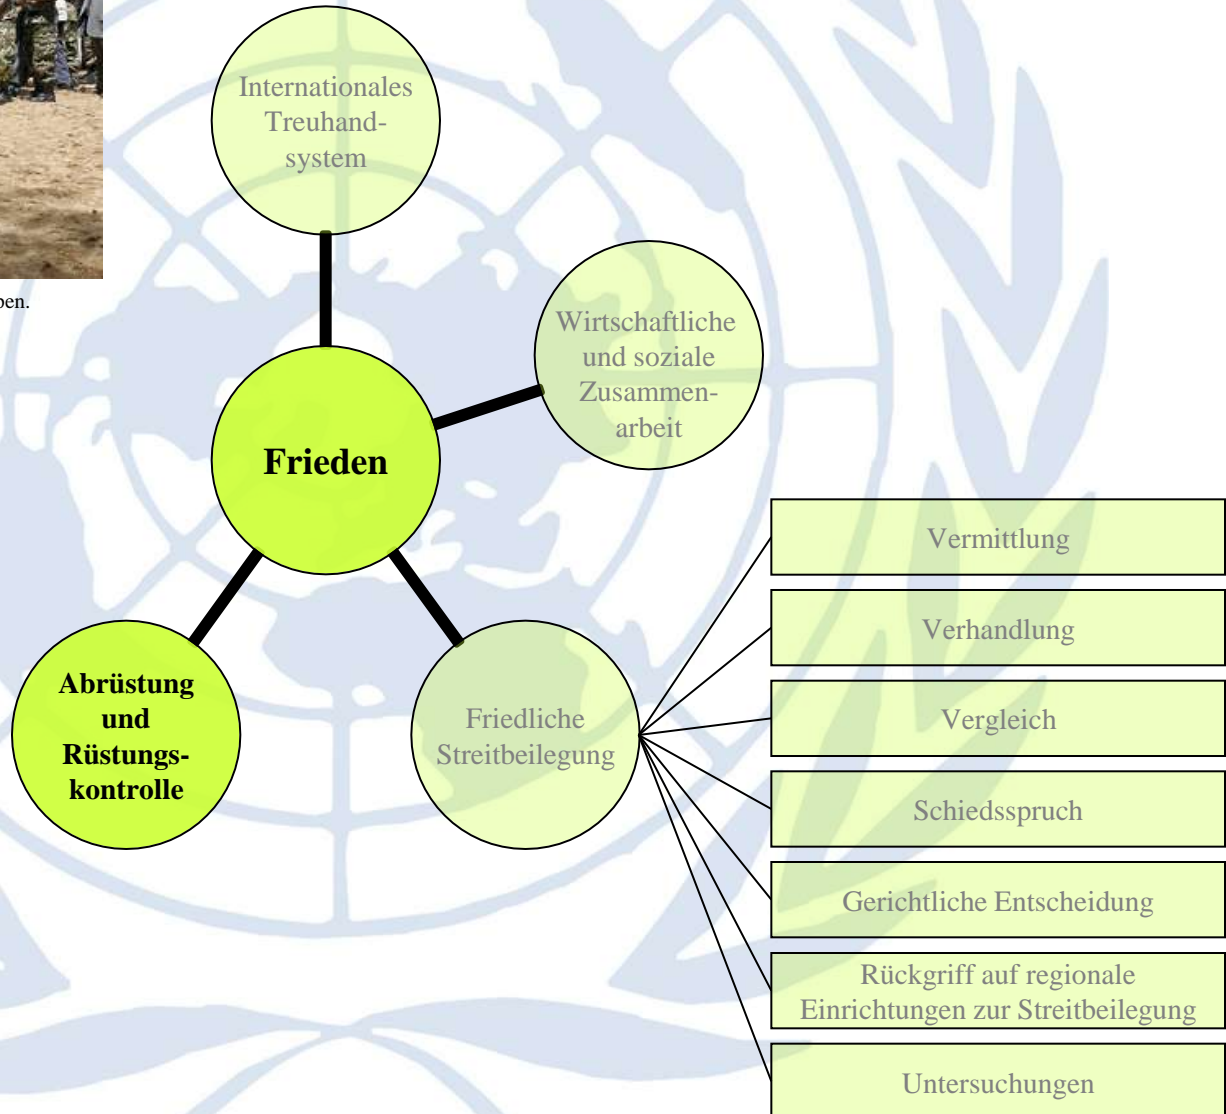 Internationales
Treuhand-
system
Wirtschaftliche
und soziale
Zusammen-
arbeit
Frieden
Abrüstung
und
Rüstungs-
kontrolle
Friedliche
Streitbeilegung
Vermittlung
Verhandlung
Vergleich
Schiedsspruch
Gerichtliche Entscheidung
Rückgriff auf regionale
Einrichtungen zur Streitbeilegung
Untersuchungen